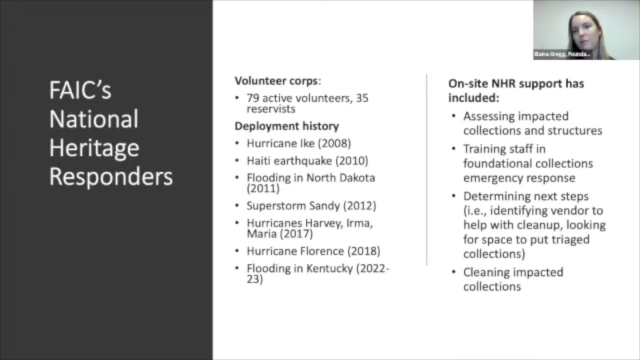 FAIC's
National
Heritage
Responders
Volunteer corps:
• 79 active volunteers, 35
reservists
Deployment history
• Hurricane Ike (2008)
• Haiti earthquake (2010)
• Flooding in North Dakota
(2011)
• Superstorm Sandy (2012)
• Hurricanes Harvey, Irma,
Maria (2017)
• Hurricane Florence (2018)
• Flooding in Kentucky (2022-
23)
On-site NHR support has
included:
• Assessing impacted
collections and structures
• Training staff in
foundational collections
emergency response
• Determining next steps
(i.e., identifying vendor to
help with cleanup, looking
for space to put triaged
collections)
• Cleaning impacted
collections